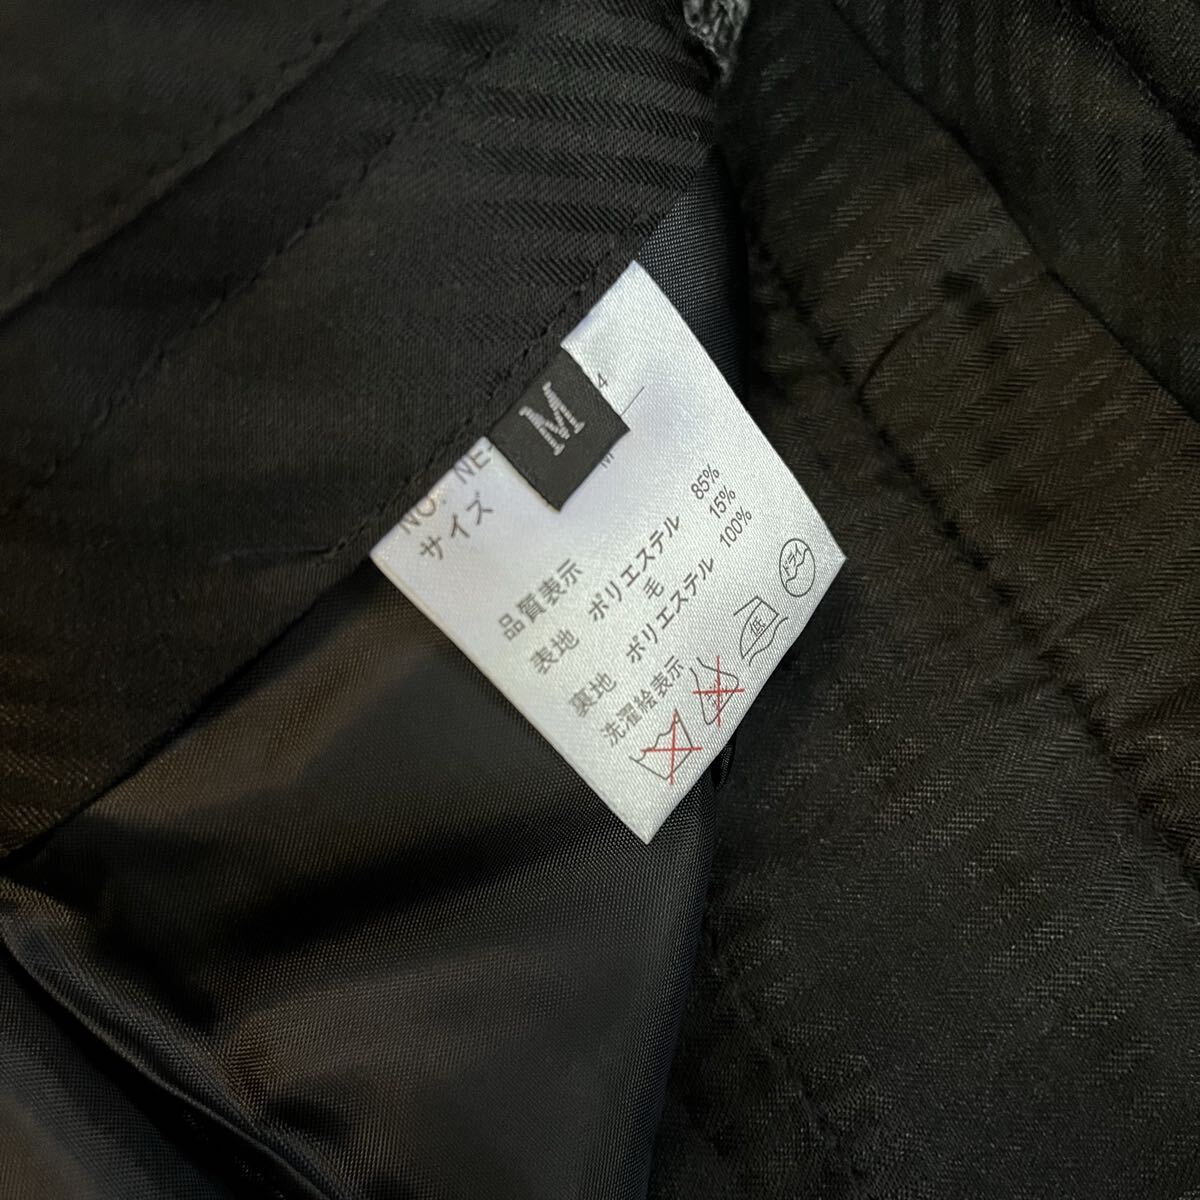 M
4
NO. NE-
サイズ M
品質表示
表地 ポリエステル 85%
毛 15%
裏地 ポリエステル 100%
洗濯絵表示
低
ドライ